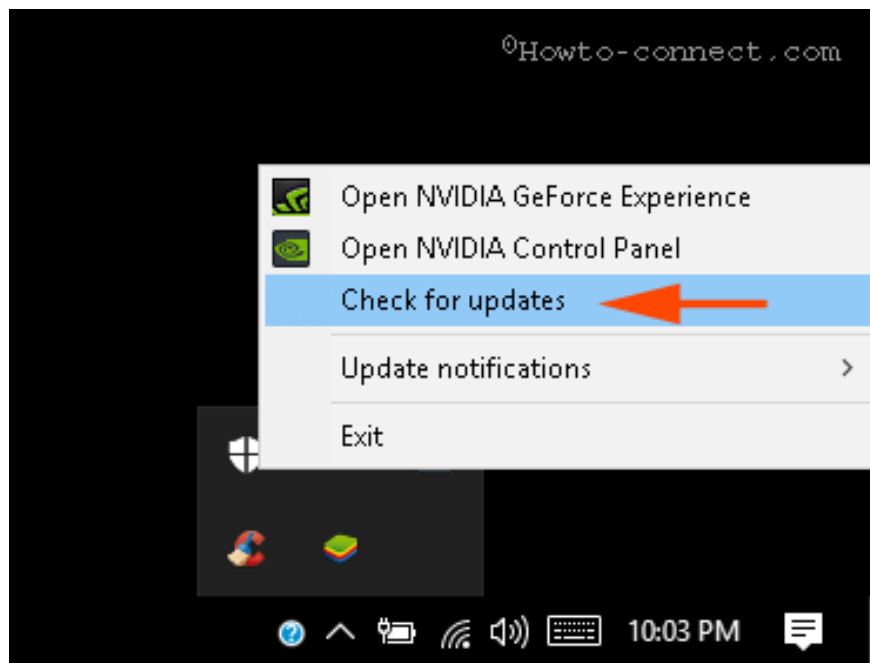 ©Howto-connect.com
Open NVIDIA GeForce Experience
Open NVIDIA Control Panel
Check for updates
Update notifications
Exit
10:03 PM